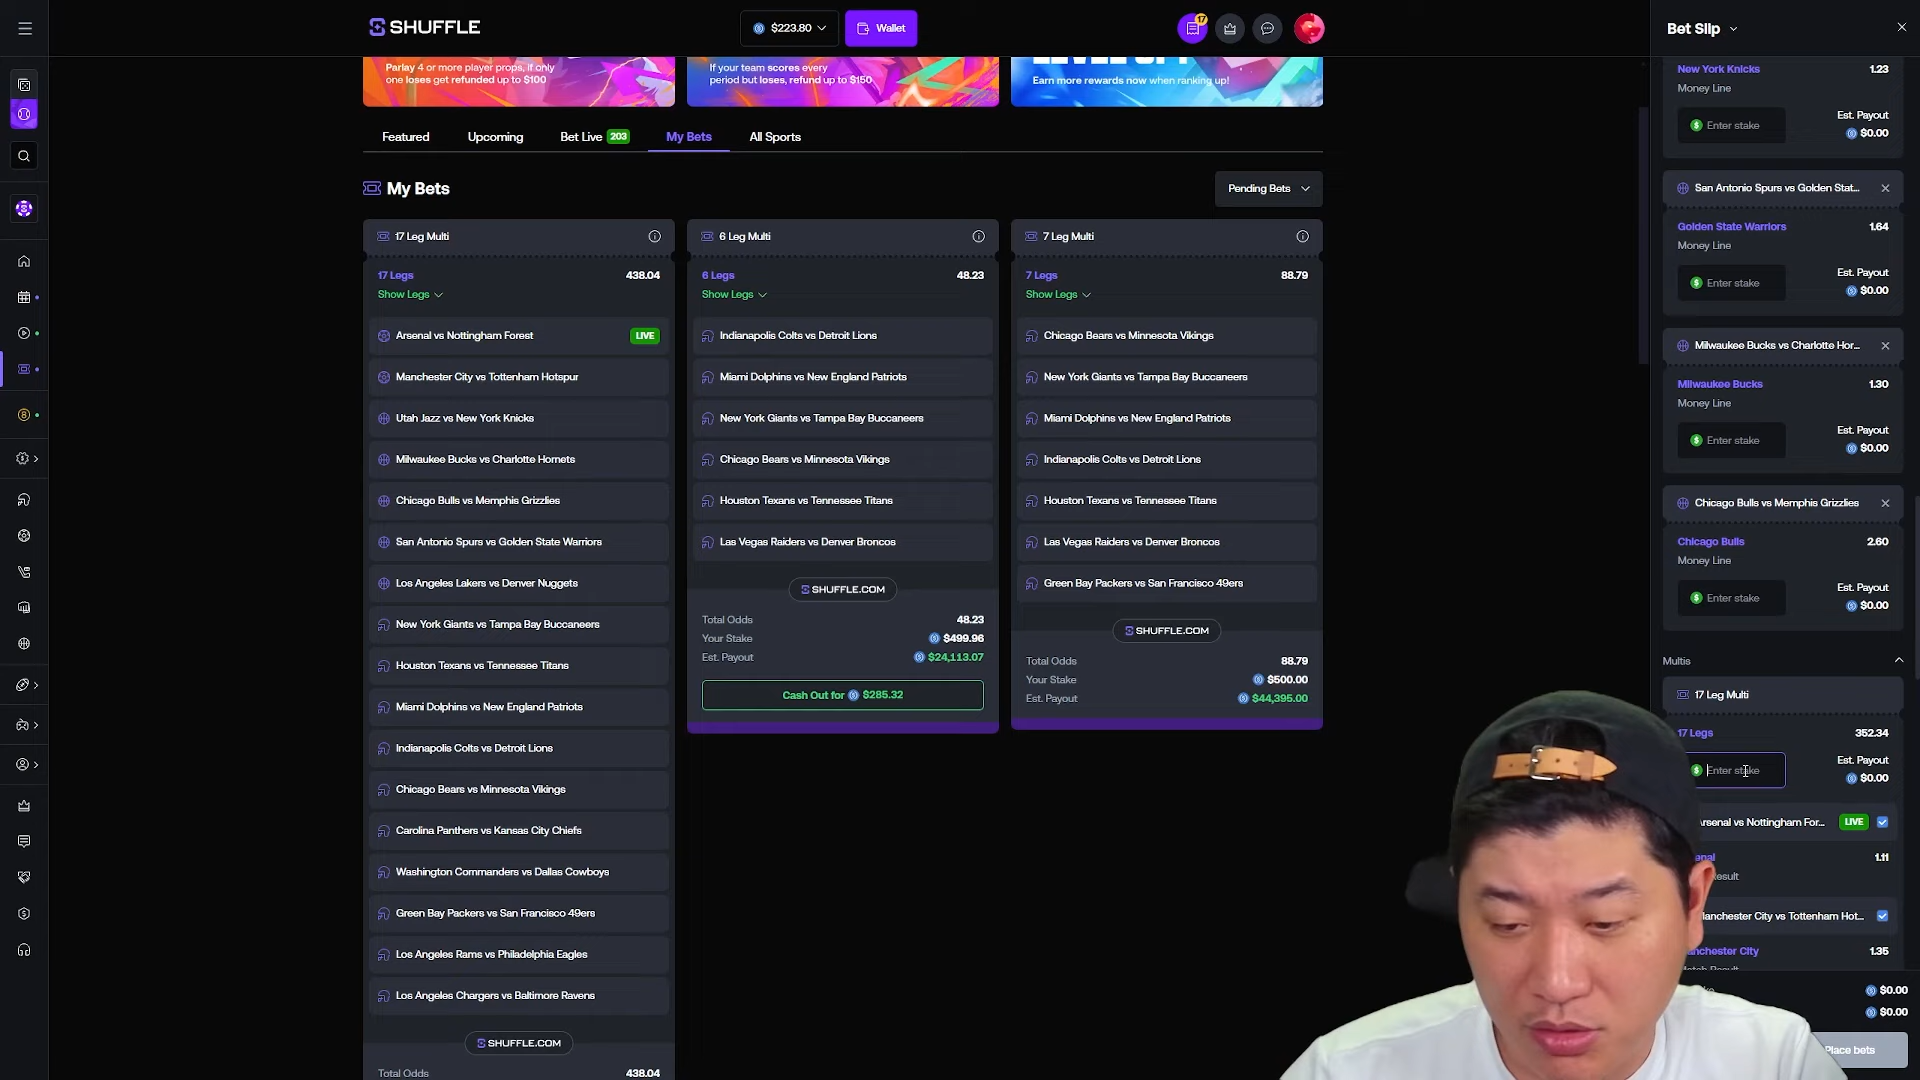 SHUFFLE
$223.80
Wallet
17
Bet Slip
Parlay 4 or more player props, if only
one loses get refunded up to $100
If your team scores every
period but loses, refund up to $150
Earn more rewards now when ranking up!
Featured
Upcoming
Bet Live 203
My Bets
All Sports
My Bets
Pending Bets
17 Leg Multi
17 Legs 438.04
Show Legs
Arsenal vs Nottingham Forest LIVE
Manchester City vs Tottenham Hotspur
Utah Jazz vs New York Knicks
Milwaukee Bucks vs Charlotte Hornets
Chicago Bulls vs Memphis Grizzlies
San Antonio Spurs vs Golden State Warriors
Los Angeles Lakers vs Denver Nuggets
New York Giants vs Tampa Bay Buccaneers
Houston Texans vs Tennessee Titans
Miami Dolphins vs New England Patriots
Indianapolis Colts vs Detroit Lions
Chicago Bears vs Minnesota Vikings
Carolina Panthers vs Kansas City Chiefs
Washington Commanders vs Dallas Cowboys
Green Bay Packers vs San Francisco 49ers
Los Angeles Rams vs Philadelphia Eagles
Los Angeles Chargers vs Baltimore Ravens
SHUFFLE.COM
Total Odds 438.04
6 Leg Multi
6 Legs 48.23
Show Legs
Indianapolis Colts vs Detroit Lions
Miami Dolphins vs New England Patriots
New York Giants vs Tampa Bay Buccaneers
Chicago Bears vs Minnesota Vikings
Houston Texans vs Tennessee Titans
Las Vegas Raiders vs Denver Broncos
SHUFFLE.COM
Total Odds 48.23
Your Stake $499.96
Est. Payout $24,113.07
Cash Out for $285.32
7 Leg Multi
7 Legs 88.79
Show Legs
Chicago Bears vs Minnesota Vikings
New York Giants vs Tampa Bay Buccaneers
Miami Dolphins vs New England Patriots
Indianapolis Colts vs Detroit Lions
Houston Texans vs Tennessee Titans
Las Vegas Raiders vs Denver Broncos
Green Bay Packers vs San Francisco 49ers
SHUFFLE.COM
Total Odds 88.79
Your Stake $500.00
Est. Payout $44,395.00
New York Knicks 1.23
Money Line
Enter stake
Est. Payout
$0.00
San Antonio Spurs vs Golden Stat...
Golden State Warriors 1.64
Money Line
Enter stake
Est. Payout
$0.00
Milwaukee Bucks vs Charlotte Hor...
Milwaukee Bucks 1.30
Money Line
Enter stake
Est. Payout
$0.00
Chicago Bulls vs Memphis Grizzlies
Chicago Bulls 2.60
Money Line
Enter stake
Est. Payout
$0.00
Multis
17 Leg Multi
17 Legs 352.34
Enter stake
Est. Payout
$0.00
Arsenal vs Nottingham For... LIVE
1.11
Manchester City vs Tottenham Hot...
Manchester City 1.35
$0.00
$0.00
Place bets